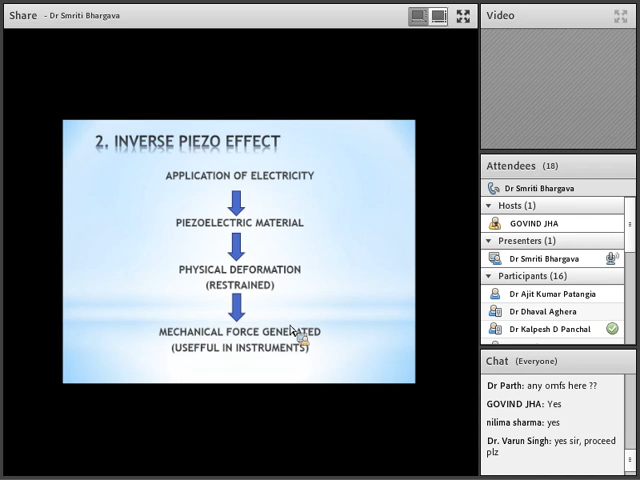 Share - Dr Smriti Bhargava
2. INVERSE PIEZO EFFECT
APPLICATION OF ELECTRICITY
PIEZOELECTRIC MATERIAL
PHYSICAL DEFORMATION
(RESTRAINED)
MECHANICAL FORCE GENERATED
(USEFFUL IN INSTRUMENTS)
Video
Attendees (18)
Dr Smriti Bhargava
Hosts (1)
GOVIND JHA
Presenters (1)
Dr Smriti Bhargava
Participants (16)
Dr Ajit Kumar Patangia
Dr Dhaval Aghera
Dr Kalpesh D Panchal
Chat (Everyone)
Dr Parth: any omfs here ??
GOVIND JHA: Yes
nilima sharma: yes
Dr. Varun Singh: yes sir, proceed
plz